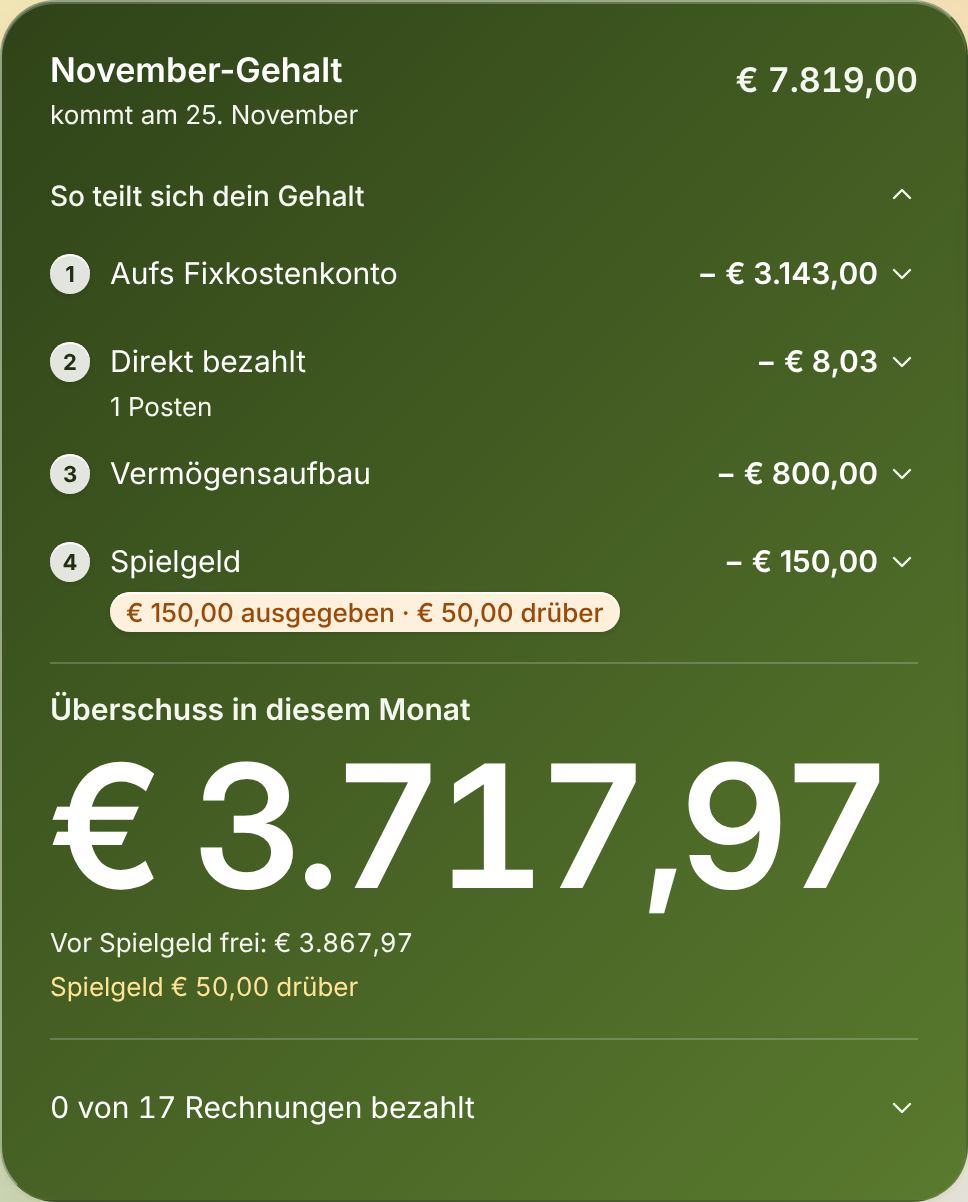 November-Gehalt
€ 7.819,00
kommt am 25. November
So teilt sich dein Gehalt
1 Aufs Fixkostenkonto – € 3.143,00
2 Direkt bezahlt – € 8,03
1 Posten
3 Vermögensaufbau – € 800,00
4 Spielgeld – € 150,00
€ 150,00 ausgegeben · € 50,00 drüber
Überschuss in diesem Monat
€ 3.717,97
Vor Spielgeld frei: € 3.867,97
Spielgeld € 50,00 drüber
0 von 17 Rechnungen bezahlt